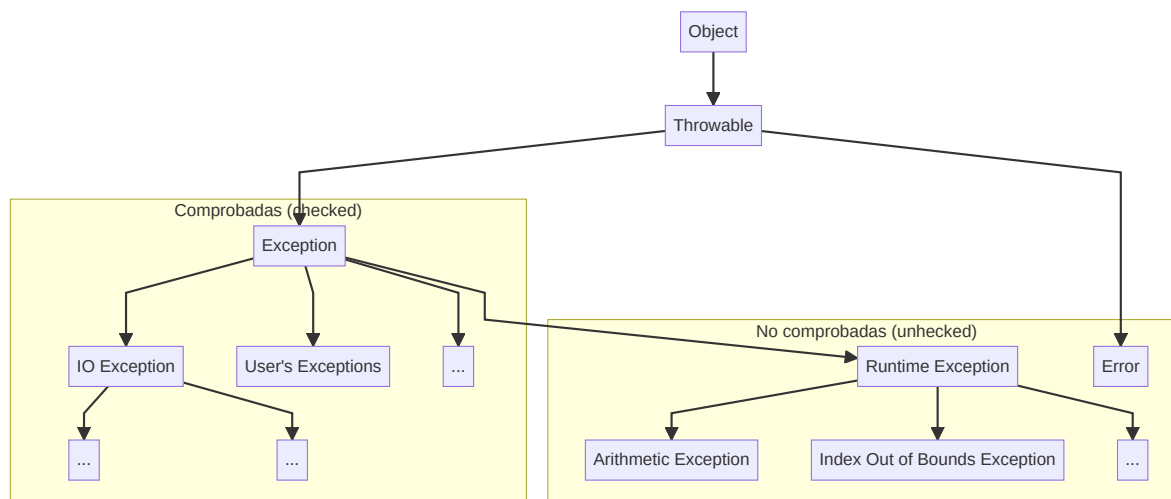 Object
Throwable
Comprobadas (checked)
Exception
No comprobadas (unhecked)
IO Exception
User's Exceptions
...
Runtime Exception
Error
...
...
Arithmetic Exception
Index Out of Bounds Exception
...